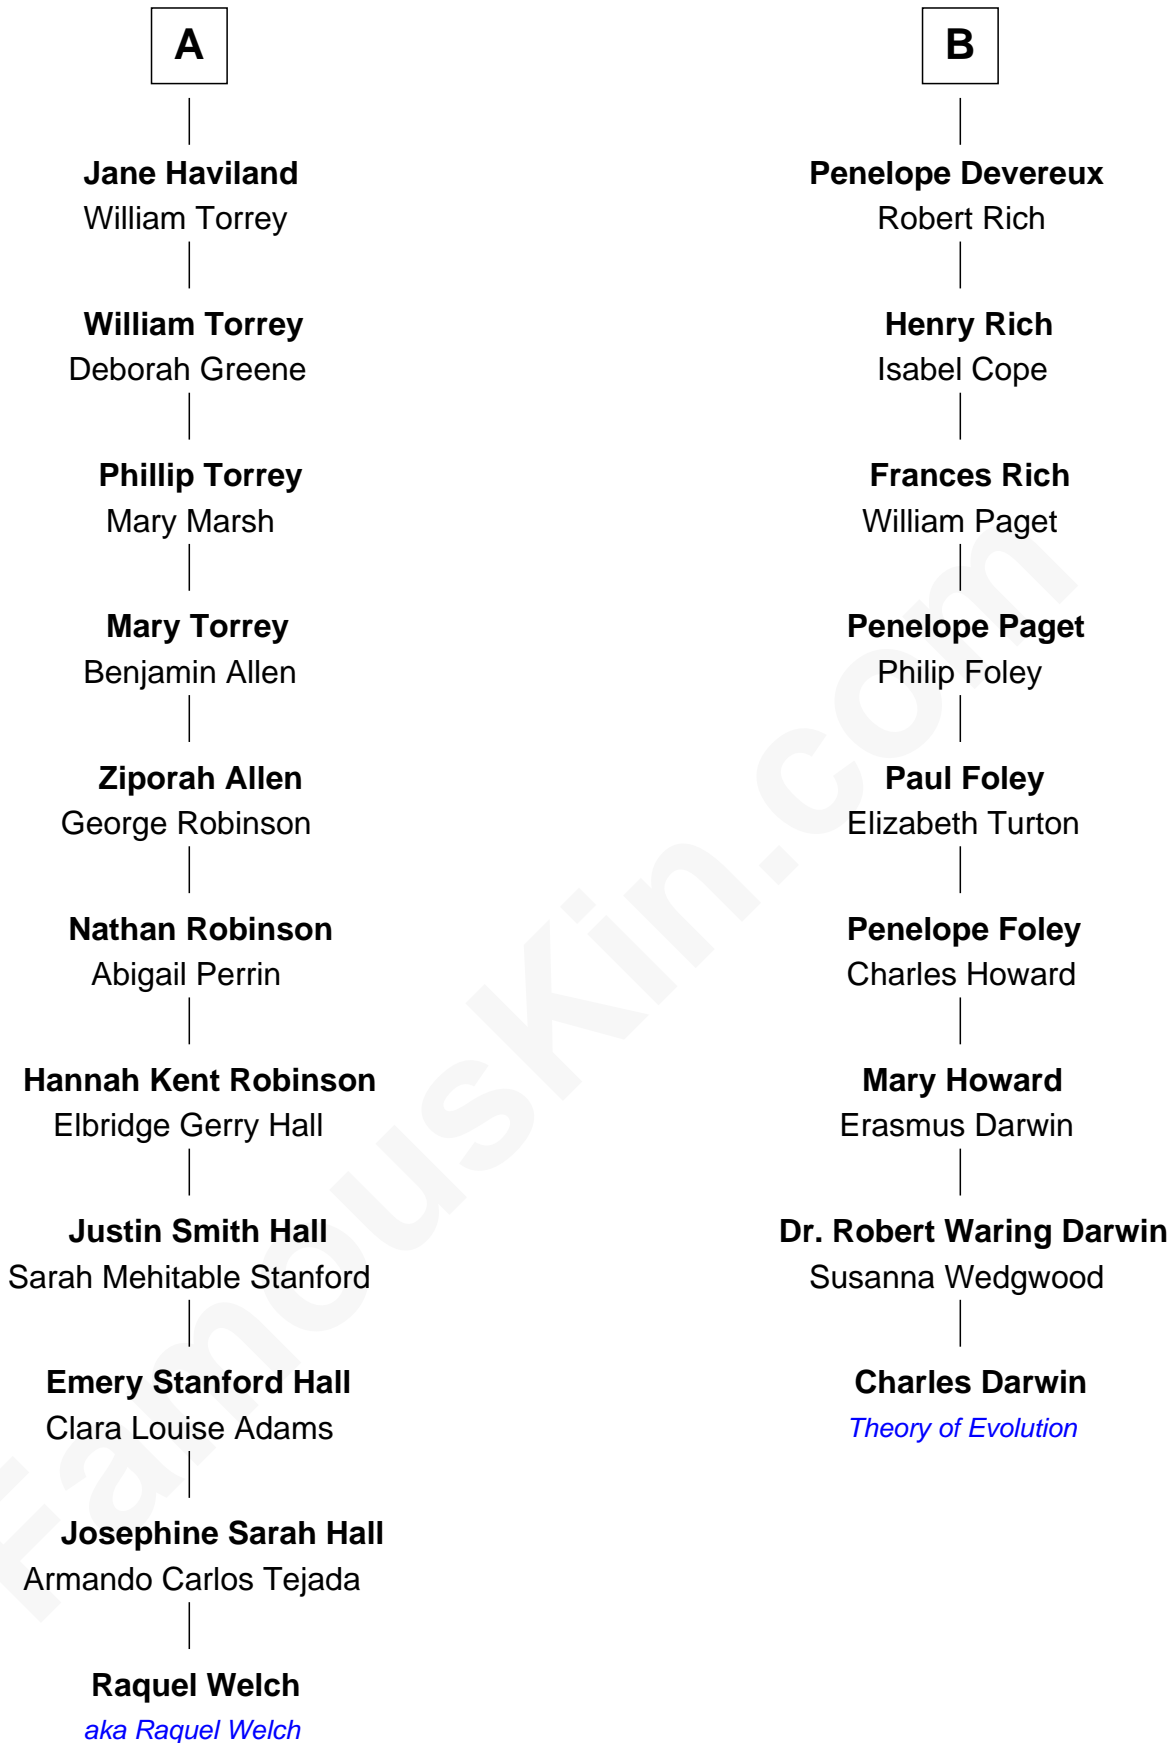 A
Jane Haviland
William Torrey
William Torrey
Deborah Greene
Phillip Torrey
Mary Marsh
Mary Torrey
Benjamin Allen
Ziporah Allen
George Robinson
Nathan Robinson
Abigail Perrin
Hannah Kent Robinson
Elbridge Gerry Hall
Justin Smith Hall
Sarah Mehitable Stanford
Emery Stanford Hall
Clara Louise Adams
Josephine Sarah Hall
Armando Carlos Tejada
Raquel Welch
aka Raquel Welch
B
Penelope Devereux
Robert Rich
Henry Rich
Isabel Cope
Frances Rich
William Paget
Penelope Paget
Philip Foley
Paul Foley
Elizabeth Turton
Penelope Foley
Charles Howard
Mary Howard
Erasmus Darwin
Dr. Robert Waring Darwin
Susanna Wedgwood
Charles Darwin
Theory of Evolution
FamousKin.com